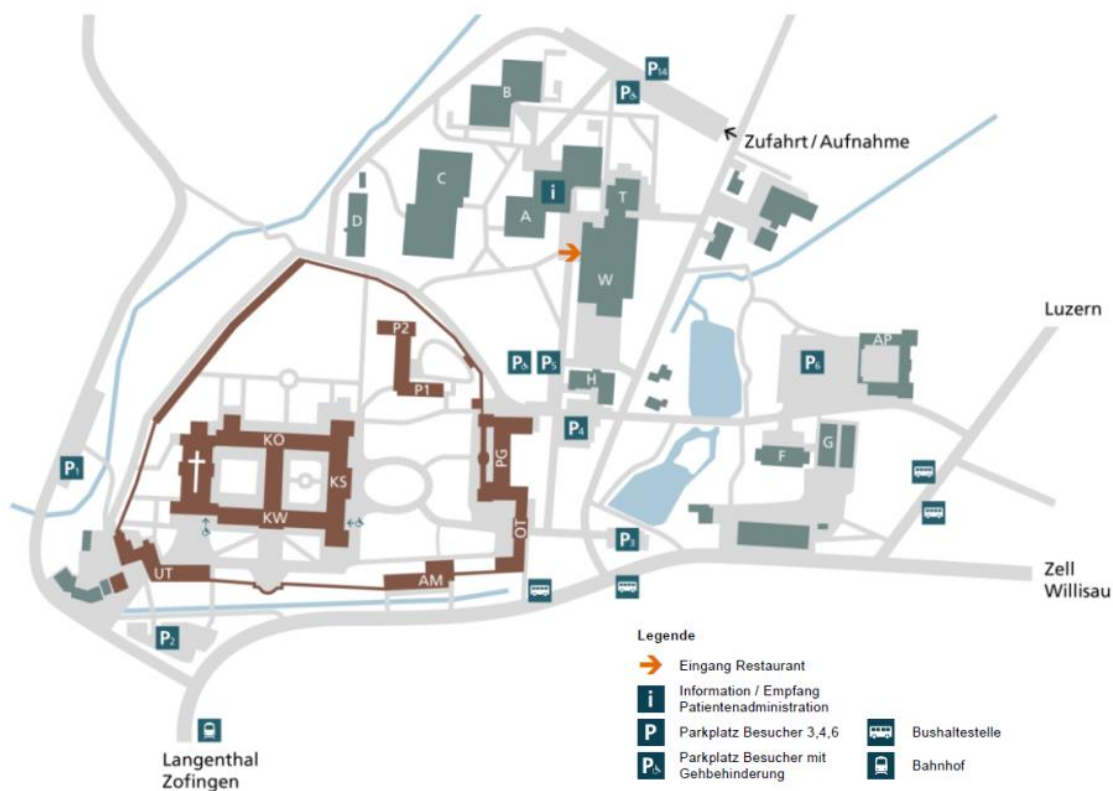 P14
P
B
Zufahrt / Aufnahme
C
i
T
A
D
W
Luzern
P2
AP
P
P5
P6
P1
H
KO
P4
PG
G
F
P1
KS
KW
OT
P3
UT
AM
Zell
Willisau
P2
Legende
Eingang Restaurant
i
Information / Empfang
Patientenadministration
P
Parkplatz Besucher 3,4,6
Bushaltestelle
P
Parkplatz Besucher mit
Gehbehinderung
Bahnhof
Langenthal
Zofingen